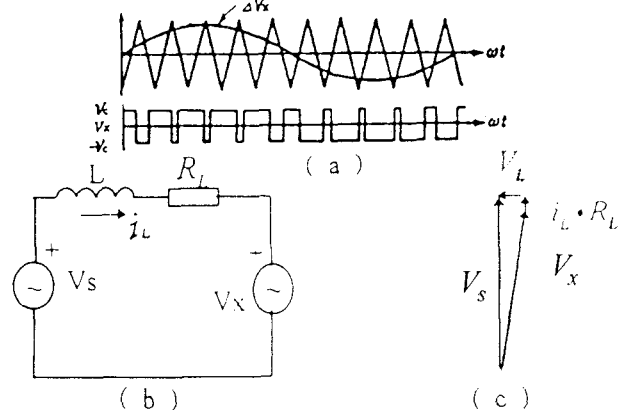 ΔVx
ωt
Vc
Vx
-Vc
ωt
( a )
L
R_L
i_L
+
Vs
~
+
Vx
~
( b )
V_L
i_L·R_L
V_s
V_x
( c )